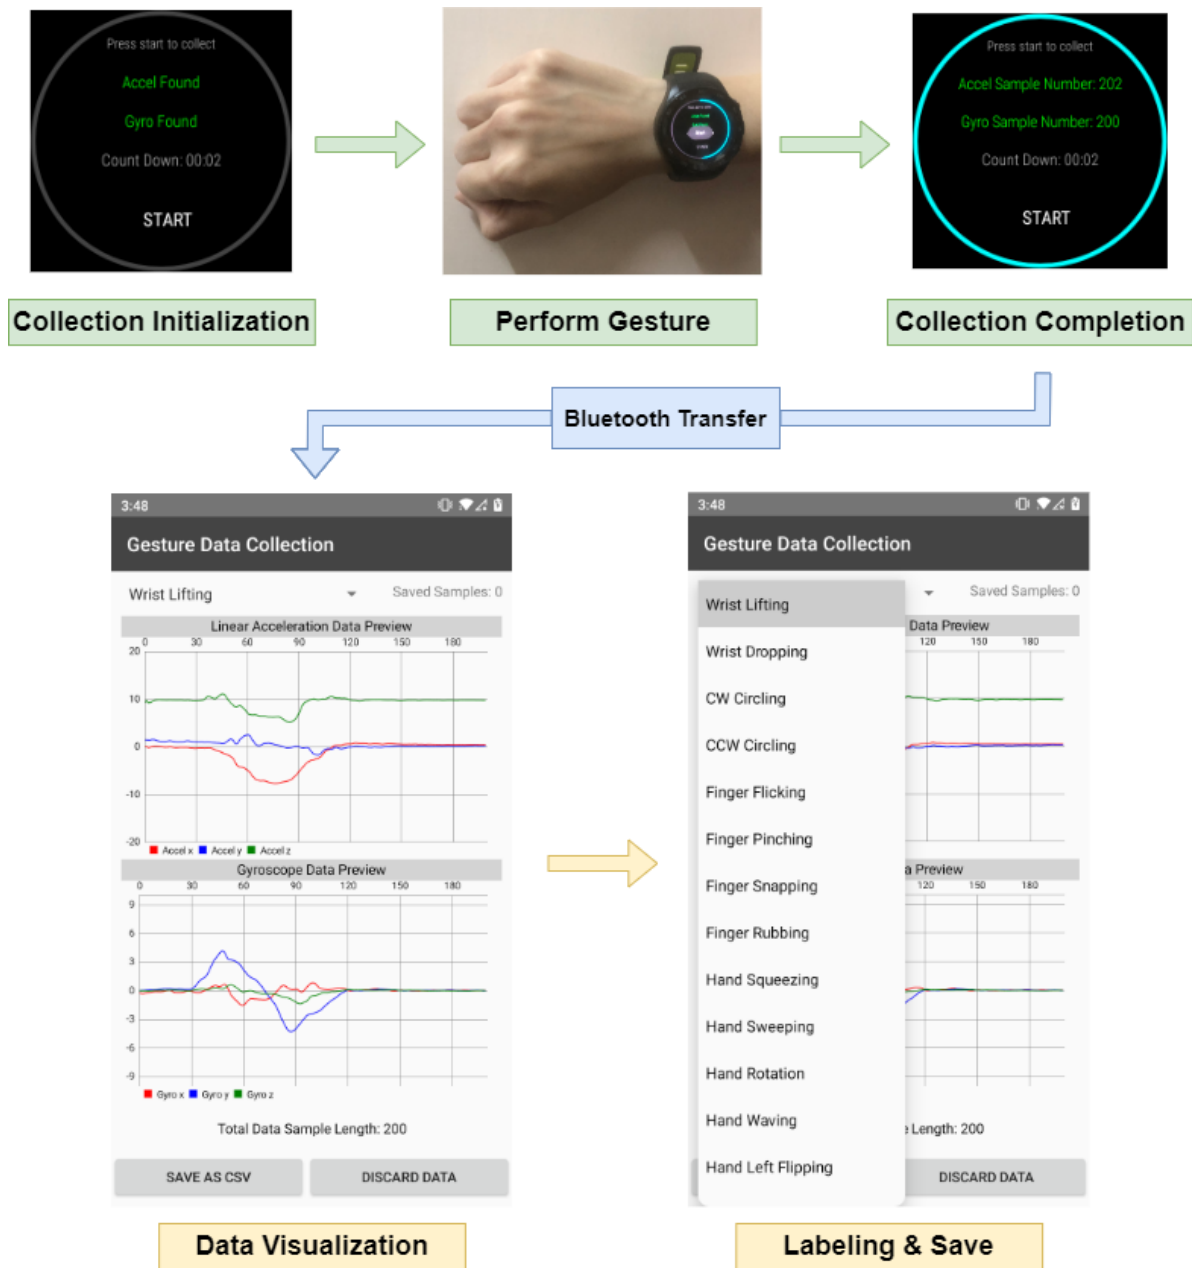 Press start to collect
Accel Found
Gyro Found
Count Down: 00:02
START
Press start to collect
Accel Sample Number: 202
Gyro Sample Number: 200
Count Down: 00:02
START
Collection Initialization
Perform Gesture
Collection Completion
Bluetooth Transfer
3:48
Gesture Data Collection
Wrist Lifting
Saved Samples: 0
Linear Acceleration Data Preview
0 30 60 90 120 150 180
20
10
0
-10
-20
Accel x Accel y Accel z
Gyroscope Data Preview
0 30 60 90 120 150 180
9
6
3
0
-3
-6
-9
Gyro x Gyro y Gyro z
Total Data Sample Length: 200
SAVE AS CSV
DISCARD DATA
Data Visualization
3:48
Gesture Data Collection
Saved Samples: 0
Wrist Lifting
Wrist Dropping
CW Circling
CCW Circling
Finger Flicking
Finger Pinching
Finger Snapping
Finger Rubbing
Hand Squeezing
Hand Sweeping
Hand Rotation
Hand Waving
Hand Left Flipping
Data Preview
120 150 180
a Preview
120 150 180
e Length: 200
DISCARD DATA
Labeling & Save